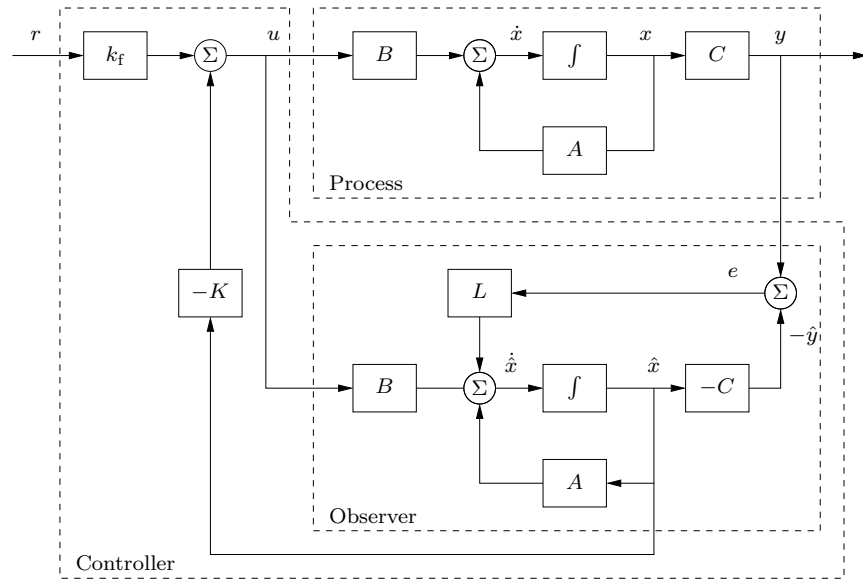 r
k_f
Σ
u
B
Σ
ẋ
∫
x
C
y
A
Process
−K
L
e
Σ
−ŷ
B
Σ
x̂̇
∫
x̂
−C
A
Observer
Controller